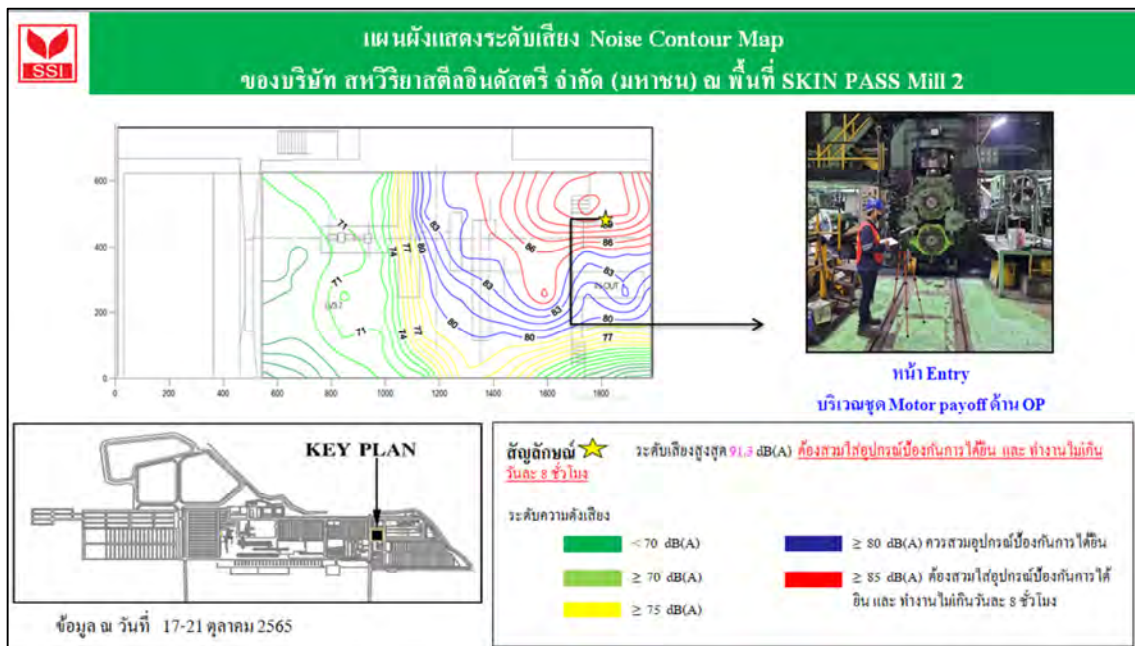 SSI
แผนผังแสดงระดับเสียง Noise Contour Map
ของบริษัท สหวิริยาสตีลอินดัสตรี จำกัด (มหาชน) ณ พื้นที่ SKIN PASS Mill 2
600
400
200
0
0
200
400
600
800
1000
1200
1400
1600
1800
71
71
71
71
74
74
77
77
77
80
80
80
80
83
83
83
83
83
86
86
IN-OUT
หน้า Entry
บริเวณชุด Motor payoff ด้าน OP
KEY PLAN
ข้อมูล ณ วันที่ 17-21 ตุลาคม 2565
สัญลักษณ์ ระดับเสียงสูงสุด 91.3 dB(A) ต้องสวมใส่อุปกรณ์ป้องกันการได้ยิน และ ทำงานไม่เกิน
วันละ 8 ชั่วโมง
ระดับความดังเสียง
< 70 dB(A)
≥ 70 dB(A)
≥ 75 dB(A)
≥ 80 dB(A) ควรสวมอุปกรณ์ป้องกันการได้ยิน
≥ 85 dB(A) ต้องสวมใส่อุปกรณ์ป้องกันการได้
ยิน และ ทำงานไม่เกินวันละ 8 ชั่วโมง